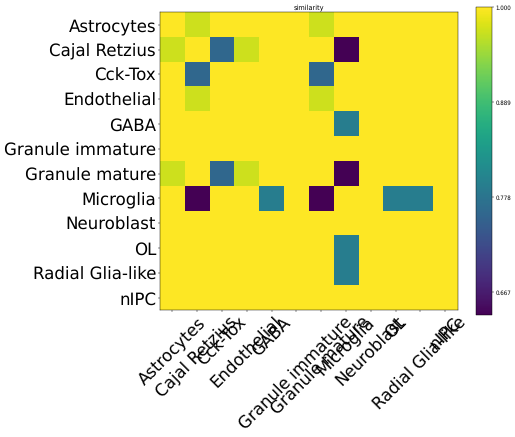 similarity
Astrocytes
Cajal Retzius
Cck-Tox
Endothelial
GABA
Granule immature
Granule mature
Microglia
Neuroblast
OL
Radial Glia-like
nIPC
1.000
0.889
0.778
0.667
Astrocytes
Cajal Retzius
Cck-Tox
Endothelial
GABA
Granule immature
Granule mature
Microglia
Neuroblast
OL
Radial Glia-like
nIPC